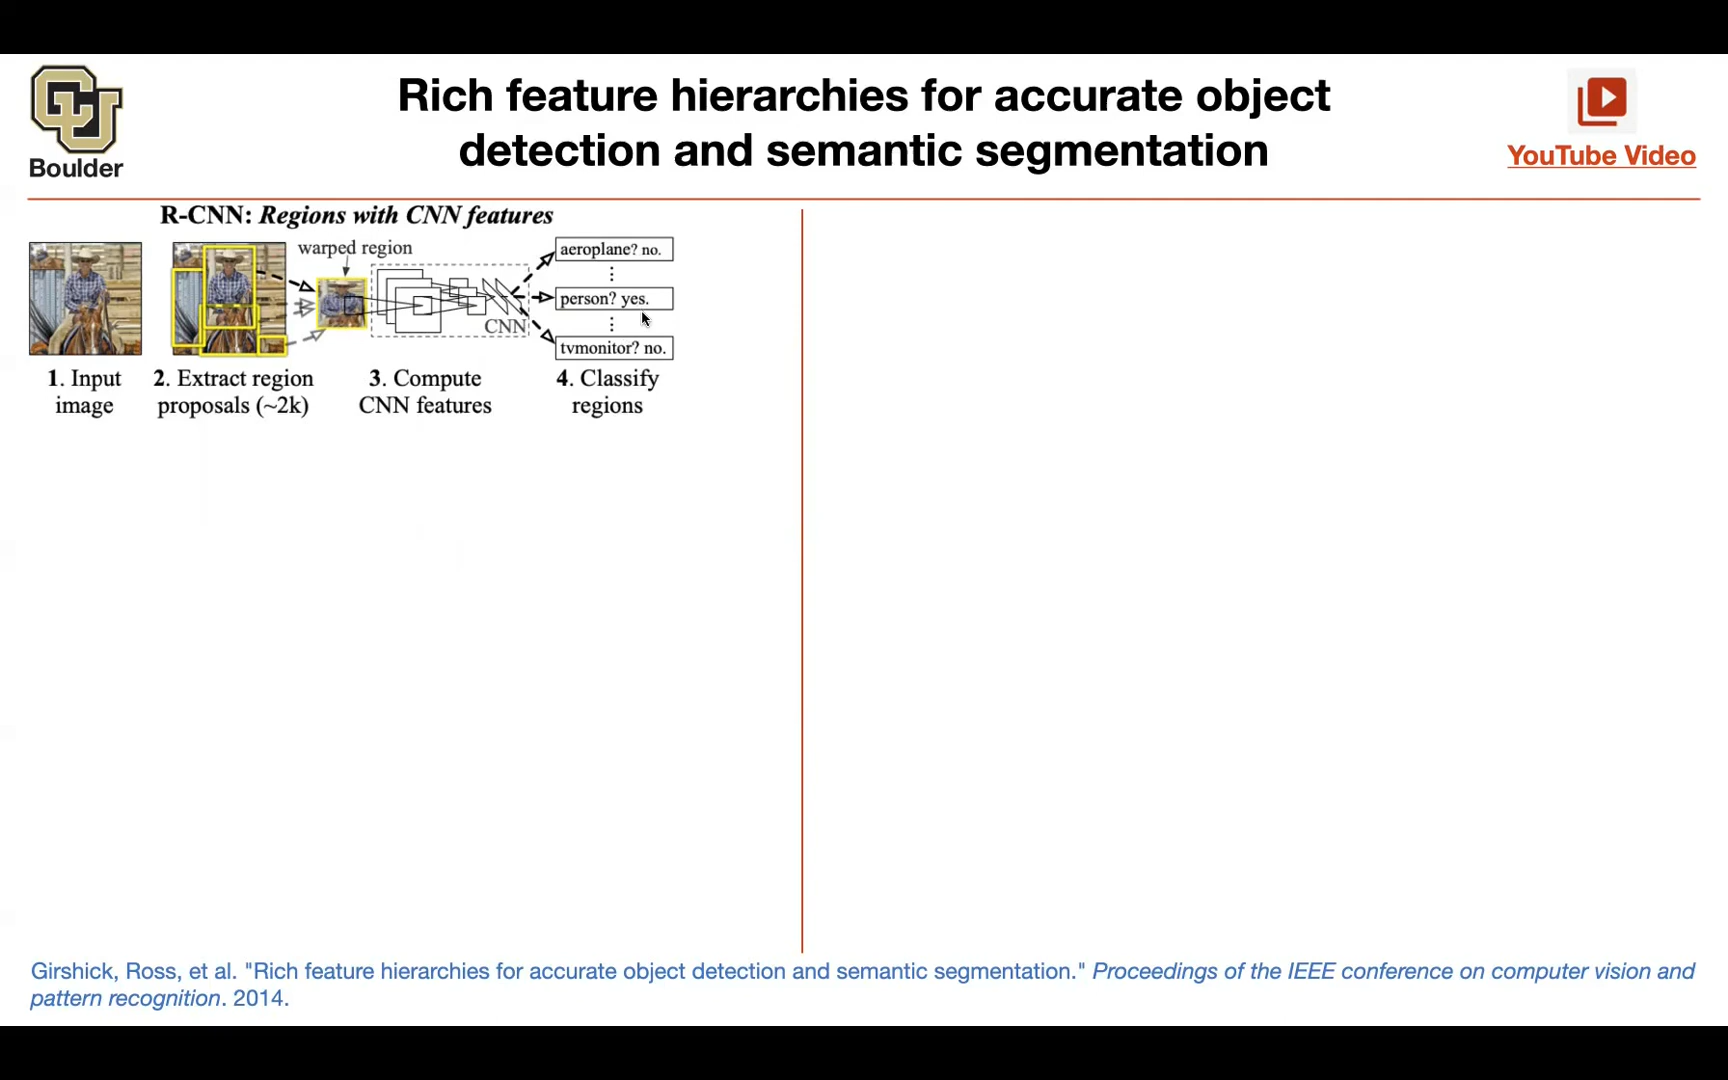 Boulder
Rich feature hierarchies for accurate object
detection and semantic segmentation
YouTube Video
R-CNN: Regions with CNN features
warped region
aeroplane? no.
person? yes.
tvmonitor? no.
CNN
1. Input
image
2. Extract region
proposals (~2k)
3. Compute
CNN features
4. Classify
regions
Girshick, Ross, et al. "Rich feature hierarchies for accurate object detection and semantic segmentation." Proceedings of the IEEE conference on computer vision and
pattern recognition. 2014.